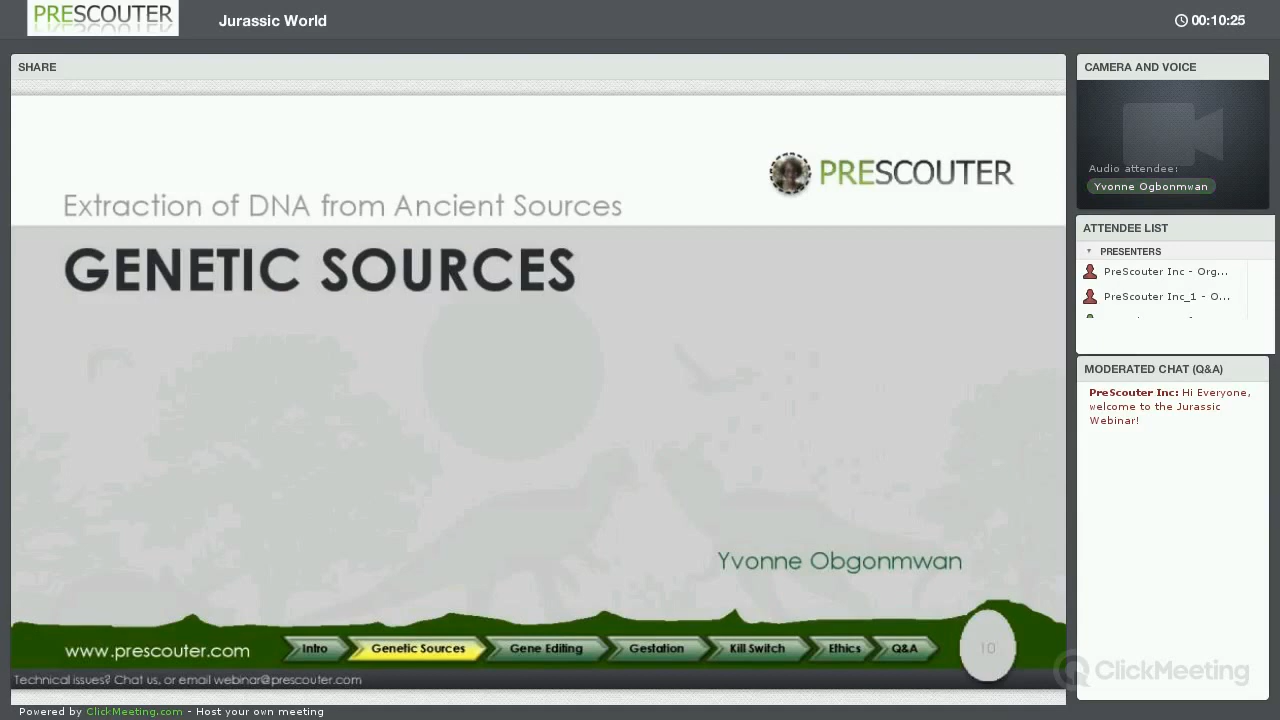 PRESCOUTER
Jurassic World
00:10:25
SHARE
PRESCOUTER
Extraction of DNA from Ancient Sources
GENETIC SOURCES
Yvonne Obgonmwan
www.prescouter.com
Intro
Genetic Sources
Gene Editing
Gestation
Kill Switch
Ethics
Q&A
10
Technical issues? Chat us, or email webinar@prescouter.com
Powered by ClickMeeting.com - Host your own meeting
CAMERA AND VOICE
Audio attendee:
Yvonne Ogbonmwan
ATTENDEE LIST
PRESENTERS
PreScouter Inc - Org...
PreScouter Inc_1 - O...
MODERATED CHAT (Q&A)
PreScouter Inc: Hi Everyone,
welcome to the Jurassic
Webinar!
ClickMeeting